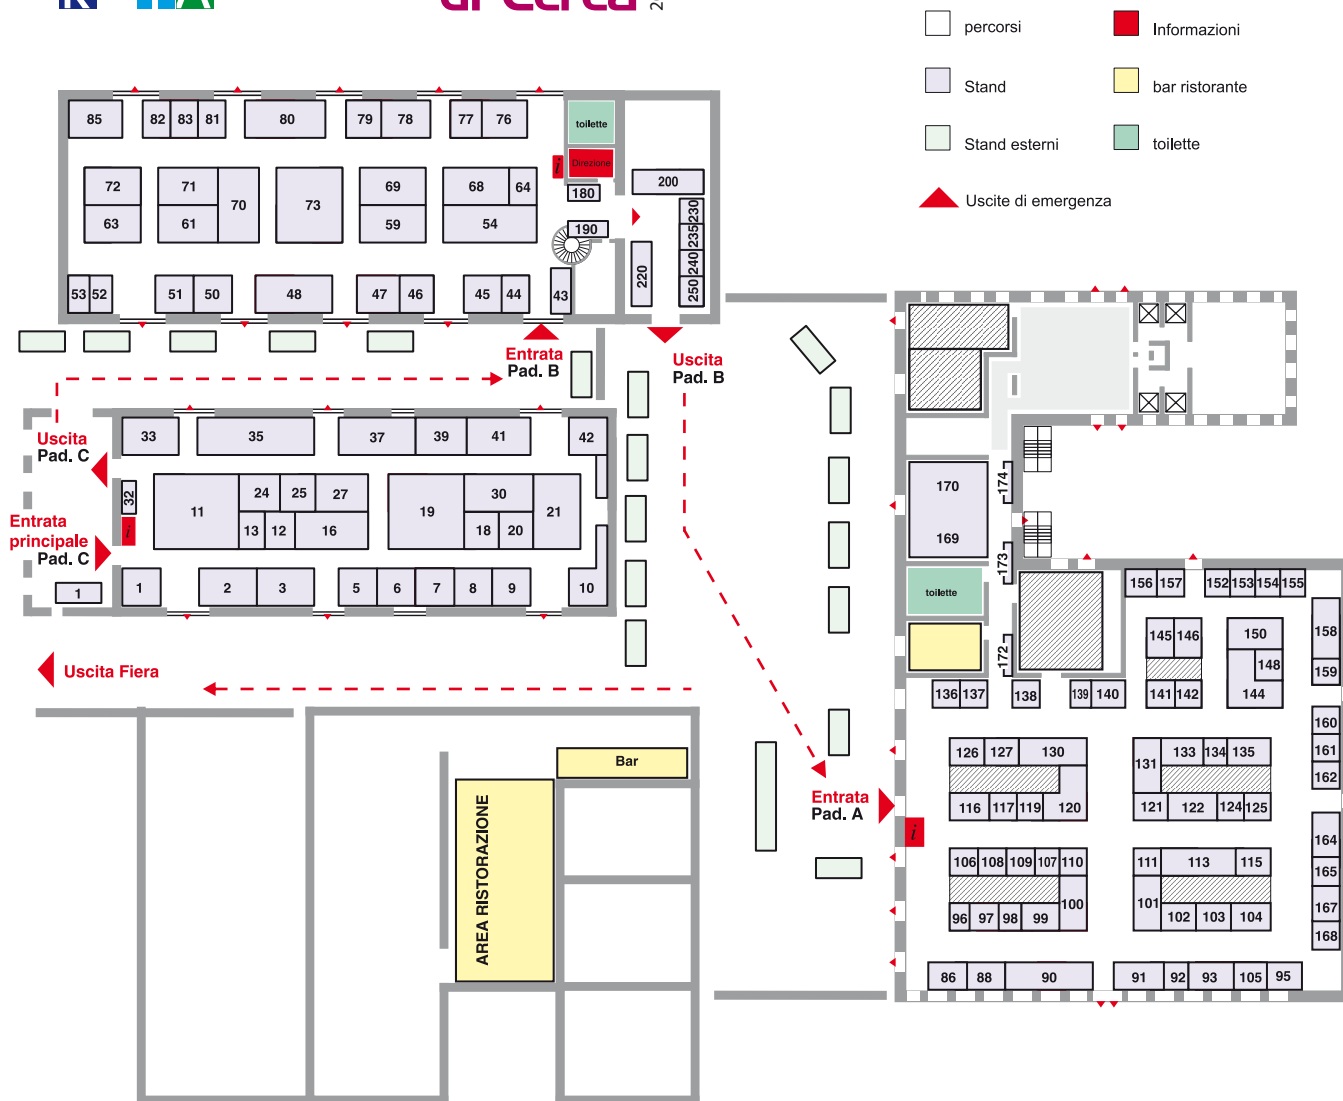 percorsi
Informazioni
Stand
bar ristorante
Stand esterni
toilette
Uscite di emergenza
85
82 83 81
80
79 78
77 76
toilette
Direzione
i
72
71
70
73
69
68 64
63
61
59
54
180
190
200
230
235
240
250
220
53 52
51 50
48
47 46
45 44
43
Entrata
Pad. B
Uscita
Pad. B
Uscita
Pad. C
33
35
37 39 41
42
32
i
11
24 25 27
13 12 16
19
30
18 20
21
Entrata
principale
Pad. C
1
1
2 3
5 6 7 8 9
10
Uscita Fiera
Bar
AREA RISTORAZIONE
Entrata
Pad. A
i
170
169
174
173
172
toilette
136 137
138
139 140
156 157
152 153 154 155
145 146
141 142
150
148
144
158
159
160
161
162
164
165
167
168
126 127 130
116 117 119 120
131 133 134 135
121 122 124 125
106 108 109 107 110
96 97 98 99 100
111 113 115
101 102 103 104
86 88 90
91 92 93 105 95